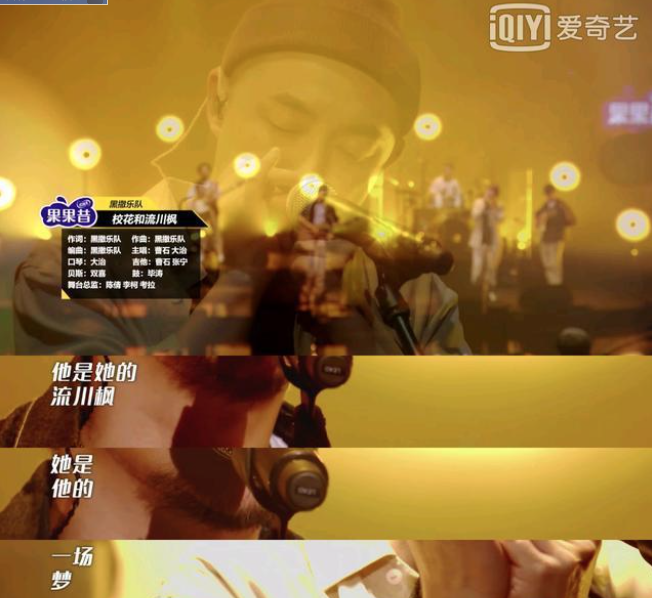 iQIYI 爱奇艺
果果昔
黑撒乐队
校花和流川枫
作词：黑撒乐队 作曲：黑撒乐队
编曲：黑撒乐队 主唱：曹石 大治
口琴：大治 吉他：曹石 张宁
贝斯：双喜 鼓：毕涛
舞台总监：陈倩 李柯 考拉
他是她的
流川枫
她是
他的
一场
梦